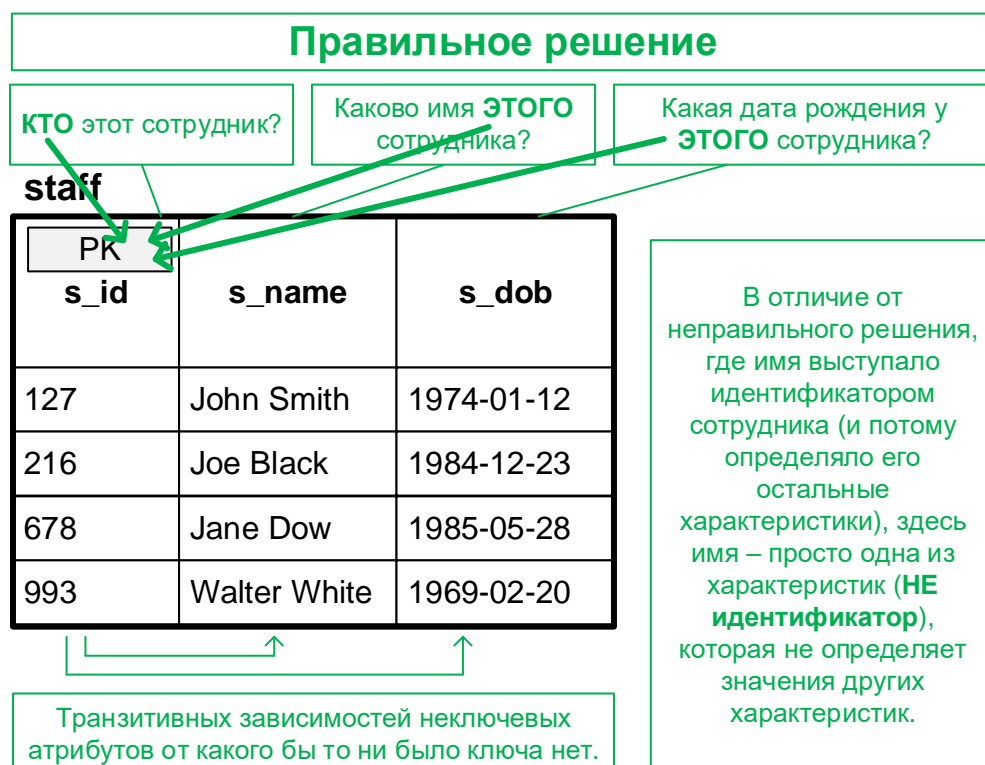 Правильное решение
КТО этот сотрудник?
Каково имя ЭТОГО
сотрудника?
Какая дата рождения у
ЭТОГО сотрудника?
staff
PK
s_id
s_name
s_dob
127
John Smith
1974-01-12
216
Joe Black
1984-12-23
678
Jane Dow
1985-05-28
993
Walter White
1969-02-20
В отличие от
неправильного решения,
где имя выступало
идентификатором
сотрудника (и потому
определяло его
остальные
характеристики), здесь
имя – просто одна из
характеристик (НЕ
идентификатор),
которая не определяет
значения других
характеристик.
Транзитивных зависимостей неключевых
атрибутов от какого бы то ни было ключа нет.